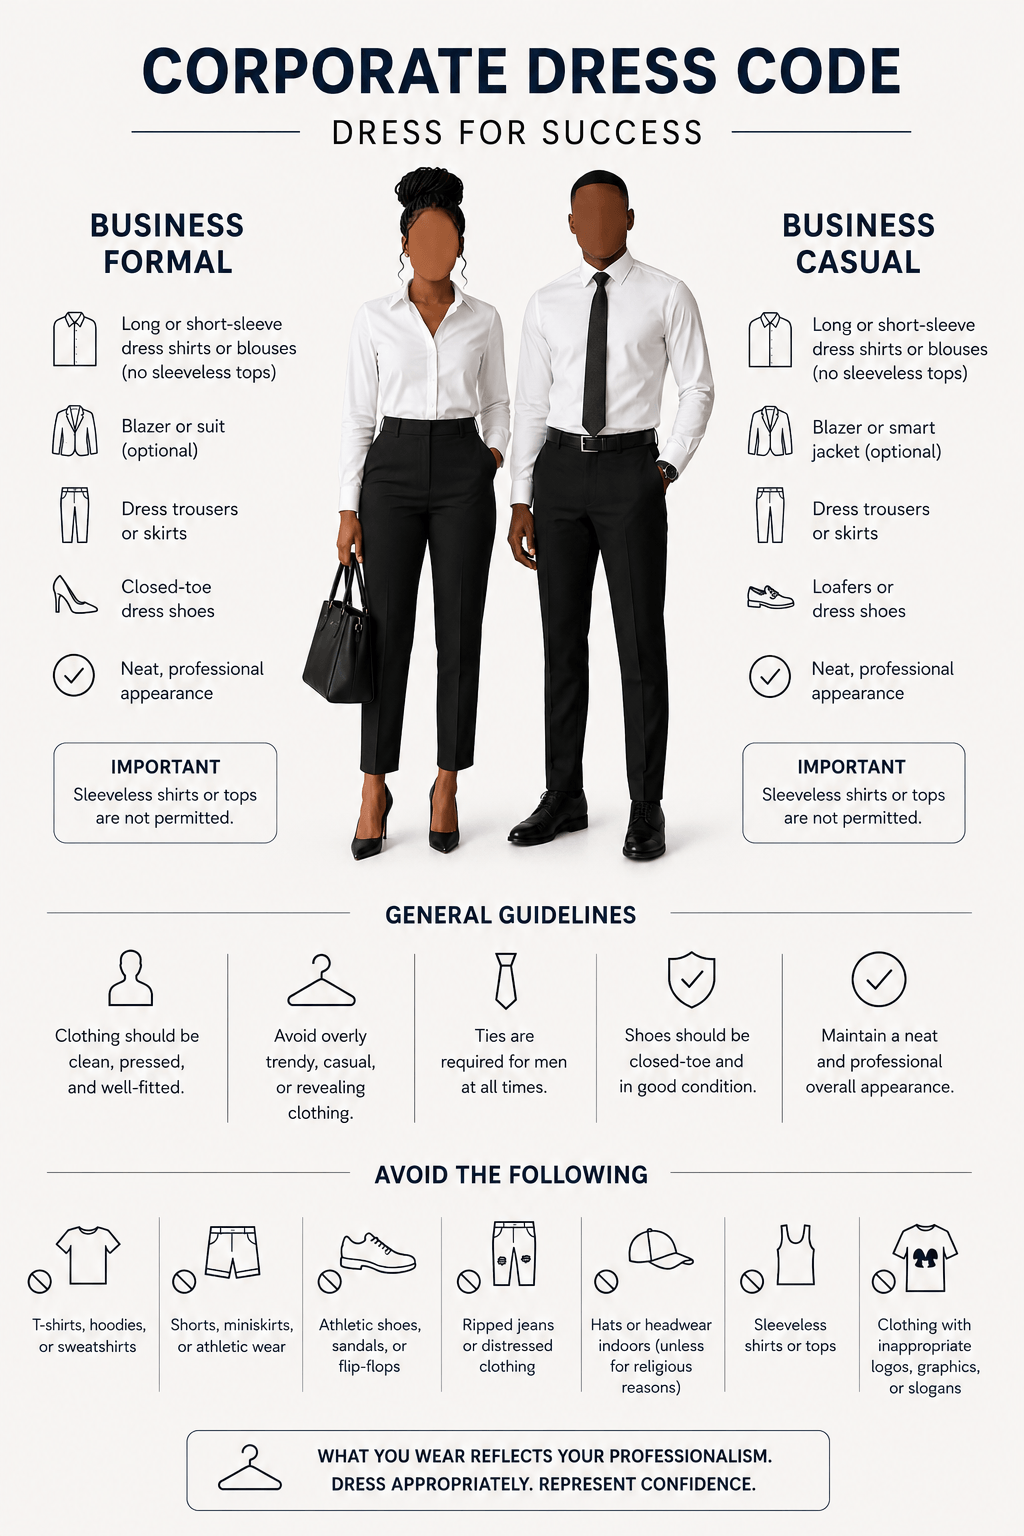 CORPORATE DRESS CODE
DRESS FOR SUCCESS
BUSINESS
FORMAL
Long or short-sleeve
dress shirts or blouses
(no sleeveless tops)
Blazer or suit
(optional)
Dress trousers
or skirts
Closed-toe
dress shoes
Neat, professional
appearance
IMPORTANT
Sleeveless shirts or tops
are not permitted.
BUSINESS
CASUAL
Long or short-sleeve
dress shirts or blouses
(no sleeveless tops)
Blazer or smart
jacket (optional)
Dress trousers
or skirts
Loafers or
dress shoes
Neat, professional
appearance
IMPORTANT
Sleeveless shirts or tops
are not permitted.
GENERAL GUIDELINES
Clothing should be
clean, pressed,
and well-fitted.
Avoid overly
trendy, casual,
or revealing
clothing.
Ties are
required for men
at all times.
Shoes should be
closed-toe and
in good condition.
Maintain a neat
and professional
overall appearance.
AVOID THE FOLLOWING
T-shirts, hoodies,
or sweatshirts
Shorts, miniskirts,
or athletic wear
Athletic shoes,
sandals, or
flip-flops
Ripped jeans
or distressed
clothing
Hats or headwear
indoors (unless
for religious
reasons)
Sleeveless
shirts or tops
Clothing with
inappropriate
logos, graphics,
or slogans
WHAT YOU WEAR REFLECTS YOUR PROFESSIONALISM.
DRESS APPROPRIATELY. REPRESENT CONFIDENCE.